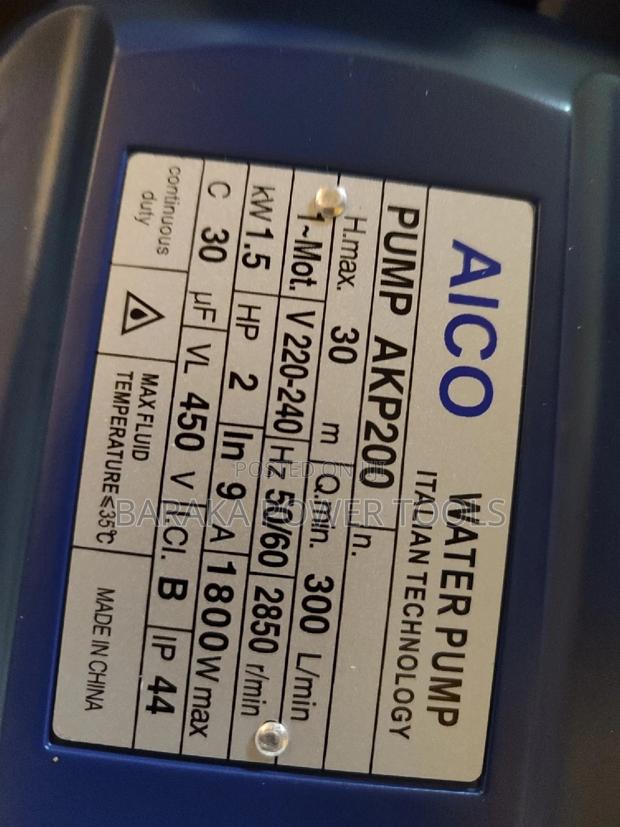 AICO WATER PUMP
ITALIAN TECHNOLOGY
PUMP AKP200 n.
H.max. 30 m Q.min. 300 L/min
1~Mot. V 220-240 Hz 50/60 2850 r/min
kW 1.5 HP 2 In 9 A 1800W max
C 30 µF VL 450 V I.Cl. B IP 44
continuous duty
MAX FLUID TEMPERATURE≤35℃
MADE IN CHINA
POSTED ON
BARAKA POWER TOOLS